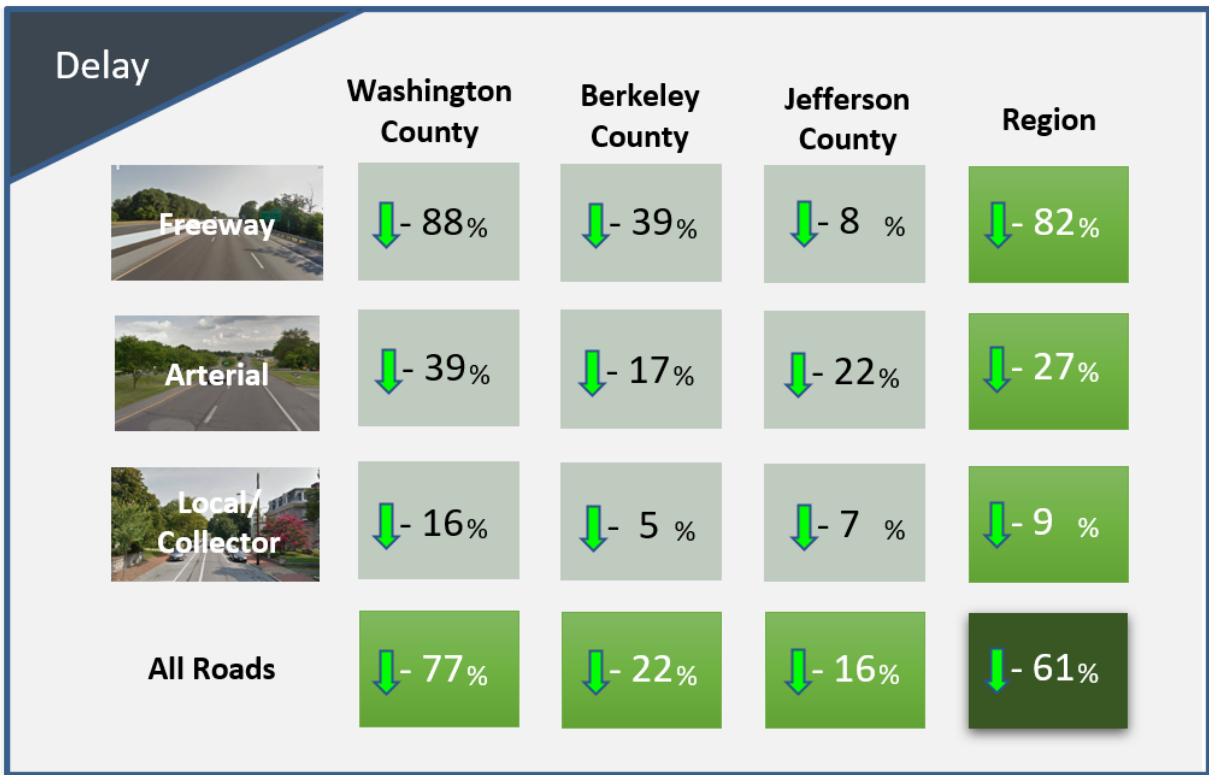 Delay
Washington
County
Berkeley
County
Jefferson
County
Region
Freeway
- 88%
- 39%
- 8 %
- 82%
Arterial
- 39%
- 17%
- 22%
- 27%
Local/
Collector
- 16%
- 5 %
- 7 %
- 9 %
All Roads
- 77%
- 22%
- 16%
- 61%